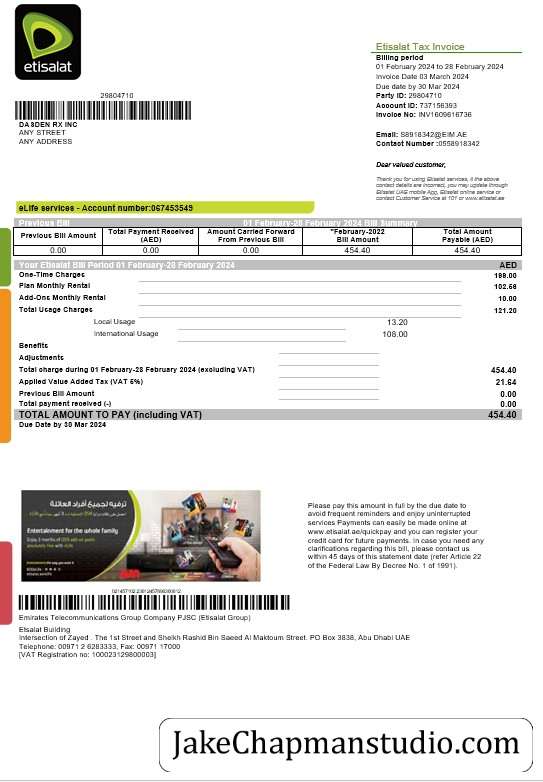 etisalat
Etisalat Tax Invoice
Billing period
01 February 2024 to 28 February 2024
Invoice Date 03 March 2024
Due date by 30 Mar 2024
Party ID: 29804710
Account ID: 737156393
Invoice No: INV1609616736
Email: S8918342@EIM.AE
Contact Number :0558918342
29804710
DASDEN RX INC
ANY STREET
ANY ADDRESS
Dear valued customer,
Thank you for using Etisalat services, if the above
contact details are incorrect, you may update through
Etisalat UAE mobile App, Etisalat online service or
contact Customer Service at 101 or www.etisalat.ae
eLife services - Account number:067453549
Previous Bill 01 February-28 February 2024 Bill Summary
Previous Bill Amount Total Payment Received (AED) Amount Carried Forward From Previous Bill *February-2022 Bill Amount Total Amount Payable (AED)
0.00 0.00 0.00 454.40 454.40
Your Etisalat Bill Period 01 February-28 February 2024 AED
One-Time Charges 199.00
Plan Monthly Rental 102.56
Add-Ons Monthly Rental 10.00
Total Usage Charges 121.20
Local Usage 13.20
International Usage 108.00
Benefits
Adjustments
Total charge during 01 February-28 February 2024 (excluding VAT) 454.40
Applied Value Added Tax (VAT 5%) 21.64
Previous Bill Amount 0.00
Total payment received (-) 0.00
TOTAL AMOUNT TO PAY (including VAT) 454.40
Due Date by 30 Mar 2024
ترفيه لجميع أفراد العائلة
Entertainment for the whole family
Please pay this amount in full by the due date to
avoid frequent reminders and enjoy uninterrupted
services Payments can easily be made online at
www.etisalat.ae/quickpay and you can register your
credit card for future payments. In case you need any
clarifications regarding this bill, please contact us
within 45 days of this statement date (refer Article 22
of the Federal Law By Decree No. 1 of 1991).
Emirates Telecommunications Group Company PJSC (Etisalat Group)
Etsalat Building
Intersection of Zayed . The 1st Street and Sheikh Rashid Bin Saeed Al Maktoum Street. PO Box 3838, Abu Dhabi UAE
Telephone: 00971 2 6283333, Fax: 00971 17000
[VAT Registration no: 100023129800003]
JakeChapmanstudio.com